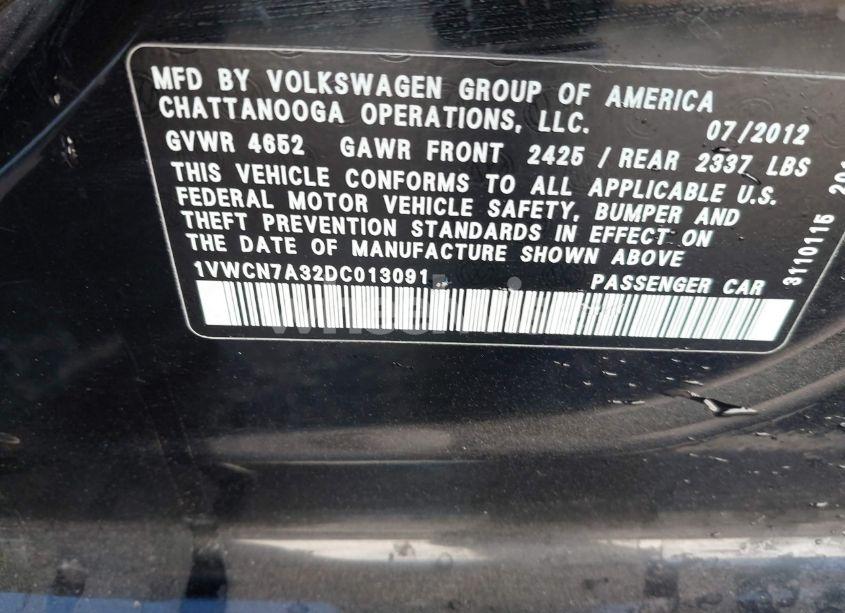 MFD BY VOLKSWAGEN GROUP OF AMERICA
CHATTANOOGA OPERATIONS, LLC. 07/2012
GVWR 4652 GAWR FRONT 2425 / REAR 2337 LBS
THIS VEHICLE CONFORMS TO ALL APPLICABLE U.S.
FEDERAL MOTOR VEHICLE SAFETY, BUMPER AND
THEFT PREVENTION STANDARDS IN EFFECT ON
THE DATE OF MANUFACTURE SHOWN ABOVE
1VWCN7A32DC013091 PASSENGER CAR
3110115